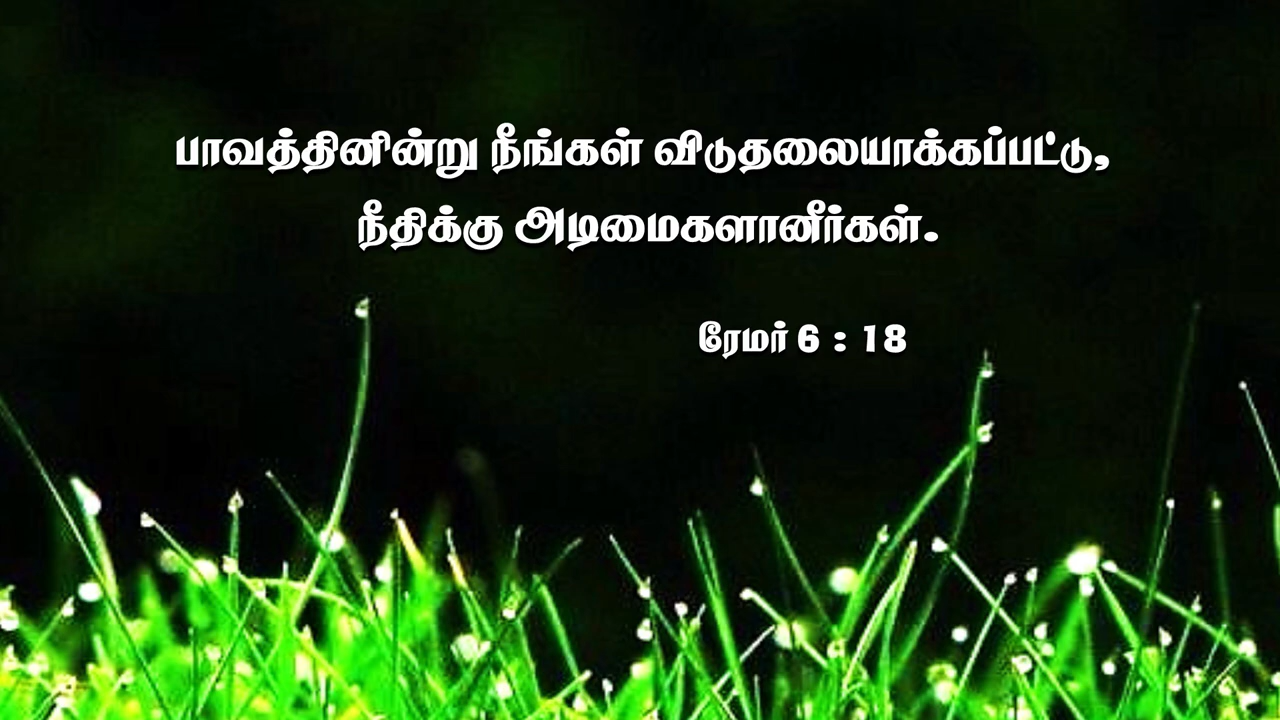 பாவத்தினின்று நீங்கள் விடுதலையாக்கப்பட்டு,
நீதிக்கு அடிமைகளானீர்கள்.
ரேமர் 6 : 18